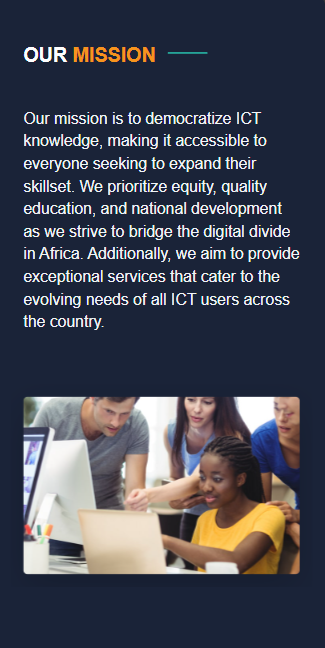 OUR MISSION
Our mission is to democratize ICT
knowledge, making it accessible to
everyone seeking to expand their
skillset. We prioritize equity, quality
education, and national development
as we strive to bridge the digital divide
in Africa. Additionally, we aim to provide
exceptional services that cater to the
evolving needs of all ICT users across
the country.